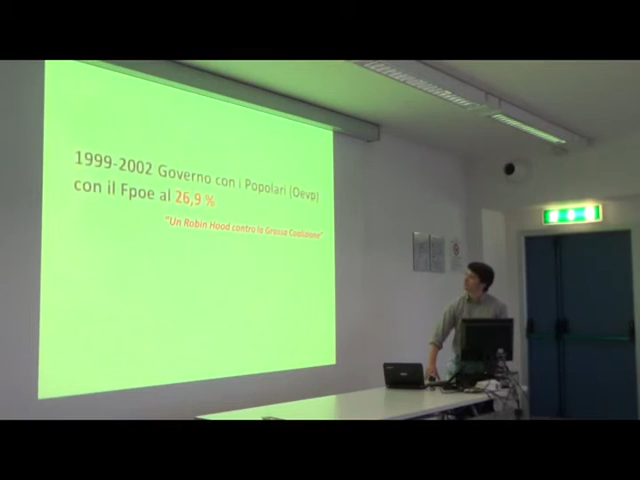 1999-2002 Governo con i Popolari (Oevp)
con il Fpoe al 26,9 %
"Un Robin Hood contro la Grossa Coalizione"